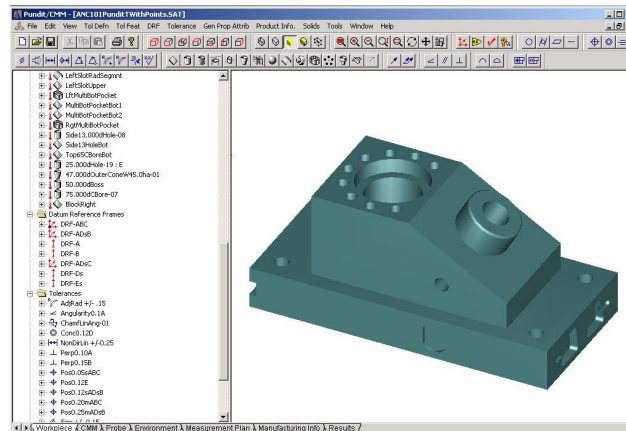 Pundit/CMM - [ANC101PunditTWithPoints.SAT]
File Edit View Tol Defn Tol Feat DRF Tolerance Gen Prop Attrib Product Info. Solids Tools Window Help
LeftSlotRadSegmnt
LeftSlotUpper
LftMultiBotPocket
MultiBotPocketBot1
MultiBotPocketBot2
RgtMultiBotPocket
Side13.000dHole-08
Side13HoleBot
Top65CBoreBot
25.000dHole-19 : E
47.000dOuterConeW45.0ha-01
50.000dBoss
75.000dCBore-07
BlockRight
Datum Reference Frames
DRF-ABC
DRF-ADsB
DRF-A
DRF-B
DRF-ADsC
DRF-Ds
DRF-Es
Tolerances
AdjRad +/- .15
Angularity0.1A
ChamfLinAng-01
Conc0.12D
NonDirLin +/-0.25
Perp0.10A
Perp0.15B
Pos0.05sABC
Pos0.12E
Pos0.12sADsB
Pos0.20mABC
Pos0.25mADsB
Workpiece CMM Probe Environment Measurement Plan Manufacturing Info Results